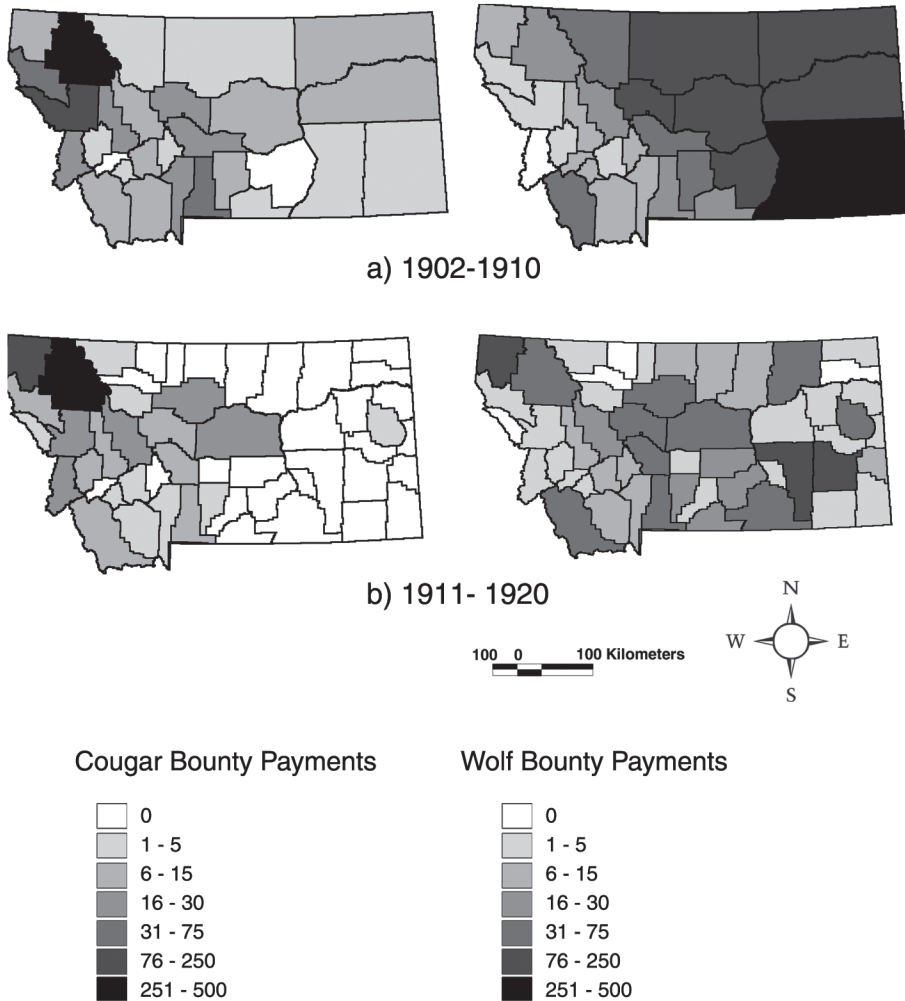 a) 1902-1910
b) 1911- 1920
N
W E
S
100 0 100 Kilometers
Cougar Bounty Payments
0
1 - 5
6 - 15
16 - 30
31 - 75
76 - 250
251 - 500
Wolf Bounty Payments
0
1 - 5
6 - 15
16 - 30
31 - 75
76 - 250
251 - 500